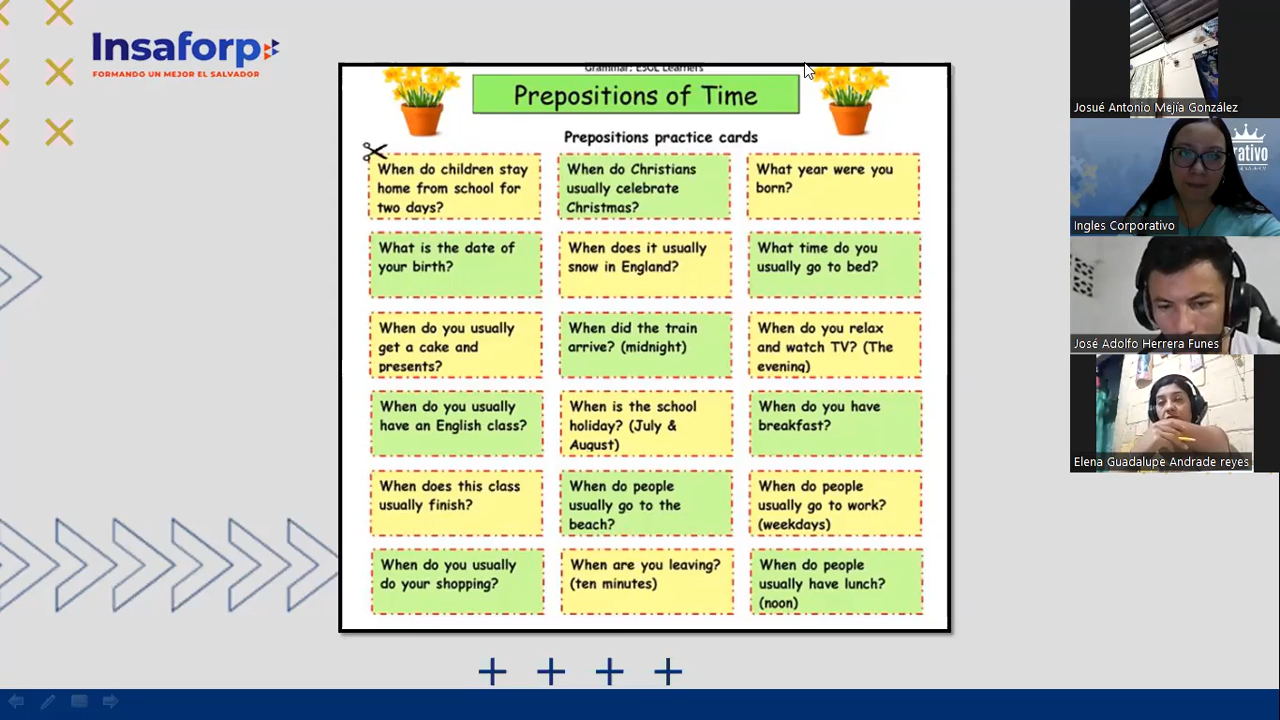 Insaforp
FORMANDO UN MEJOR EL SALVADOR
Grammar: ESOL Learners
Prepositions of Time
Prepositions practice cards
When do children stay
home from school for
two days?
When do Christians
usually celebrate
Christmas?
What year were you
born?
What is the date of
your birth?
When does it usually
snow in England?
What time do you
usually go to bed?
When do you usually
get a cake and
presents?
When did the train
arrive? (midnight)
When do you relax
and watch TV? (The
evening)
When do you usually
have an English class?
When is the school
holiday? (July &
August)
When do you have
breakfast?
When does this class
usually finish?
When do people
usually go to the
beach?
When do people
usually go to work?
(weekdays)
When do you usually
do your shopping?
When are you leaving?
(ten minutes)
When do people
usually have lunch?
(noon)
Josué Antonio Mejía González
rativo
Ingles Corporativo
José Adolfo Herrera Funes
Elena Guadalupe Andrade reyes